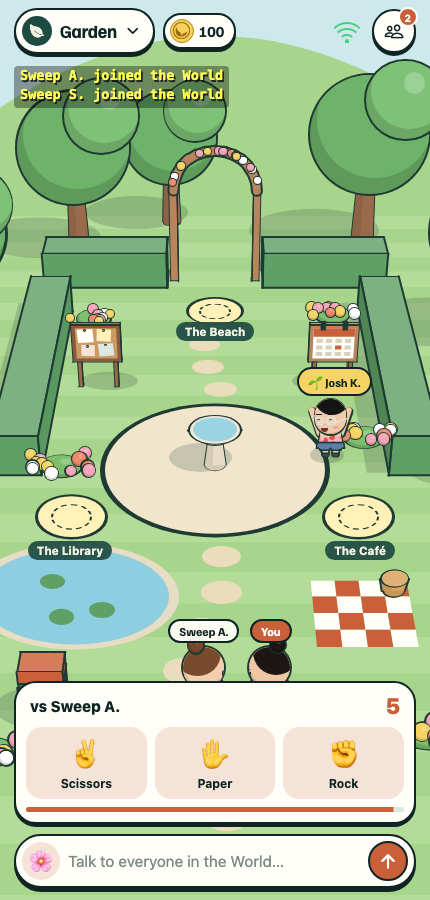 Garden
100
2
Sweep A. joined the World
Sweep S. joined the World
The Beach
Josh K.
The Library
The Café
Sweep A.
You
vs Sweep A.
5
Scissors
Paper
Rock
Talk to everyone in the World...